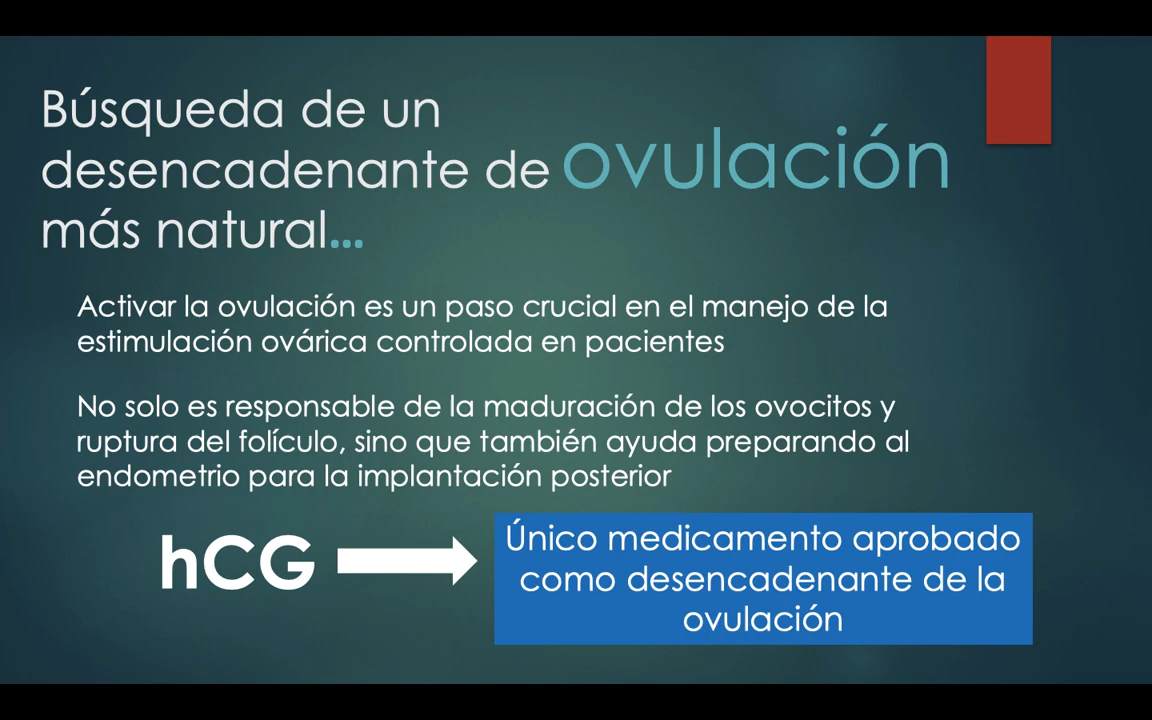 Búsqueda de un
desencadenante de ovulación
más natural...
Activar la ovulación es un paso crucial en el manejo de la
estimulación ovárica controlada en pacientes
No solo es responsable de la maduración de los ovocitos y
ruptura del folículo, sino que también ayuda preparando al
endometrio para la implantación posterior
hCG
Único medicamento aprobado
como desencadenante de la
ovulación